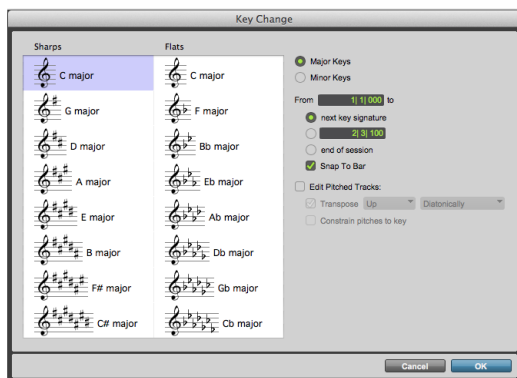 Key Change
Sharps
Flats
C major
C major
G major
F major
D major
Bb major
A major
Eb major
E major
Ab major
B major
Db major
F# major
Gb major
C# major
Cb major
Major Keys
Minor Keys
From 1| 1| 000 to
next key signature
2| 3| 100
end of session
Snap To Bar
Edit Pitched Tracks:
Transpose Up Diatonically
Constrain pitches to key
Cancel OK